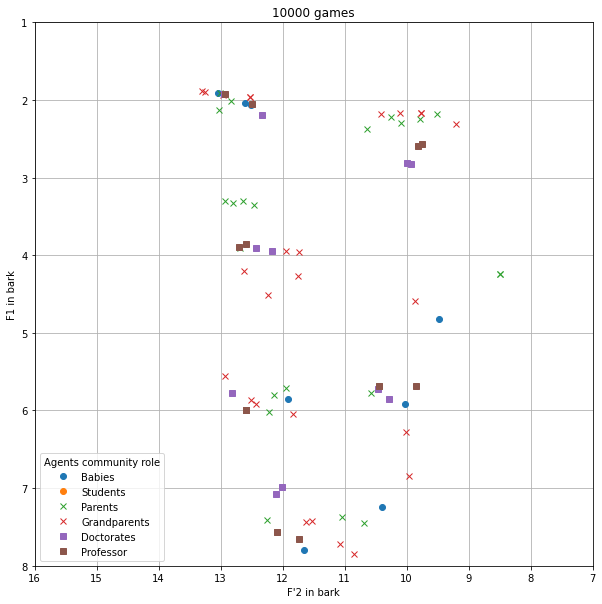 10000 games
1
2
3
4
5
6
7
8
F1 in bark
Agents community role
Babies
Students
Parents
Grandparents
Doctorates
Professor
16 15 14 13 12 11 10 9 8 7
F'2 in bark